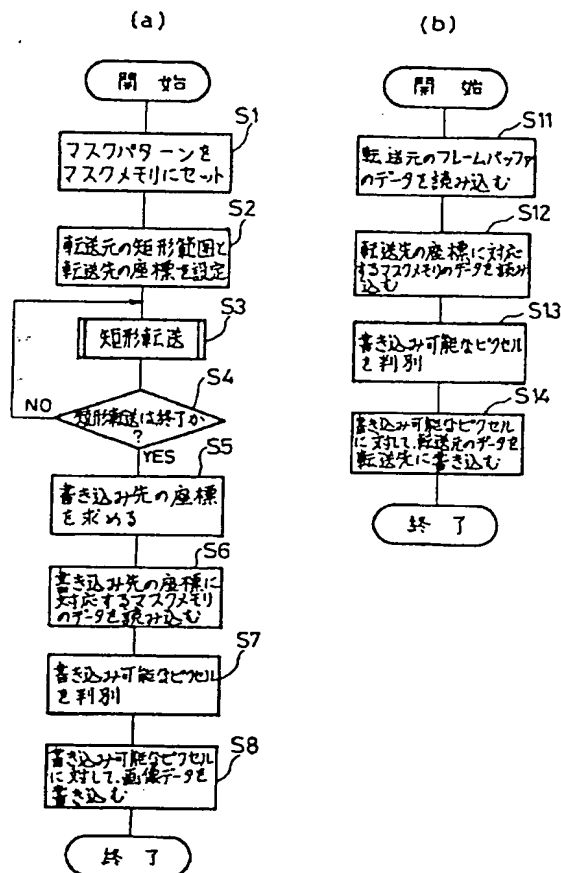 (a)
開始
S1
マスクパターンを
マスクメモリにセット
S2
転送元の矩形範囲と
転送先の座標を設定
S3
矩形転送
S4
矩形転送は終了か
?
NO
YES
S5
書き込み先の座標
を求める
S6
書き込み先の座標に
対応するマスクメモリ
のデータを読み込む
S7
書き込み可能なピクセル
を判別
S8
書き込み可能なピクセル
に対して、画像データを
書き込む
終了
(b)
開始
S11
転送元のフレームバッファ
のデータを読み込む
S12
転送先の座標に対応
するマスクメモリのデータを読み
込む
S13
書き込み可能なピクセル
を判別
S14
書き込み可能なピクセル
に対して、転送元のデータを
転送先に書き込む
終了